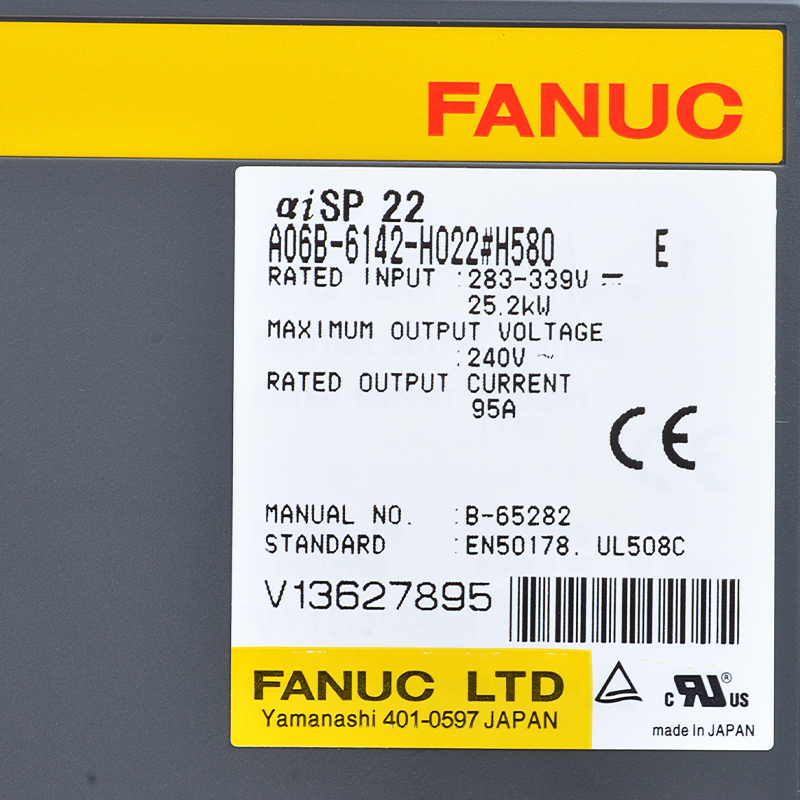 FANUC
αiSP 22
A06B-6142-H022#H580 E
RATED INPUT :283-339V ⎓
25.2kW
MAXIMUM OUTPUT VOLTAGE
:240V ~
RATED OUTPUT CURRENT
95A
CE
MANUAL NO. :B-65282
STANDARD :EN50178. UL508C
V13627895
FANUC LTD
Yamanashi 401-0597 JAPAN
c RU® US
made In JAPAN